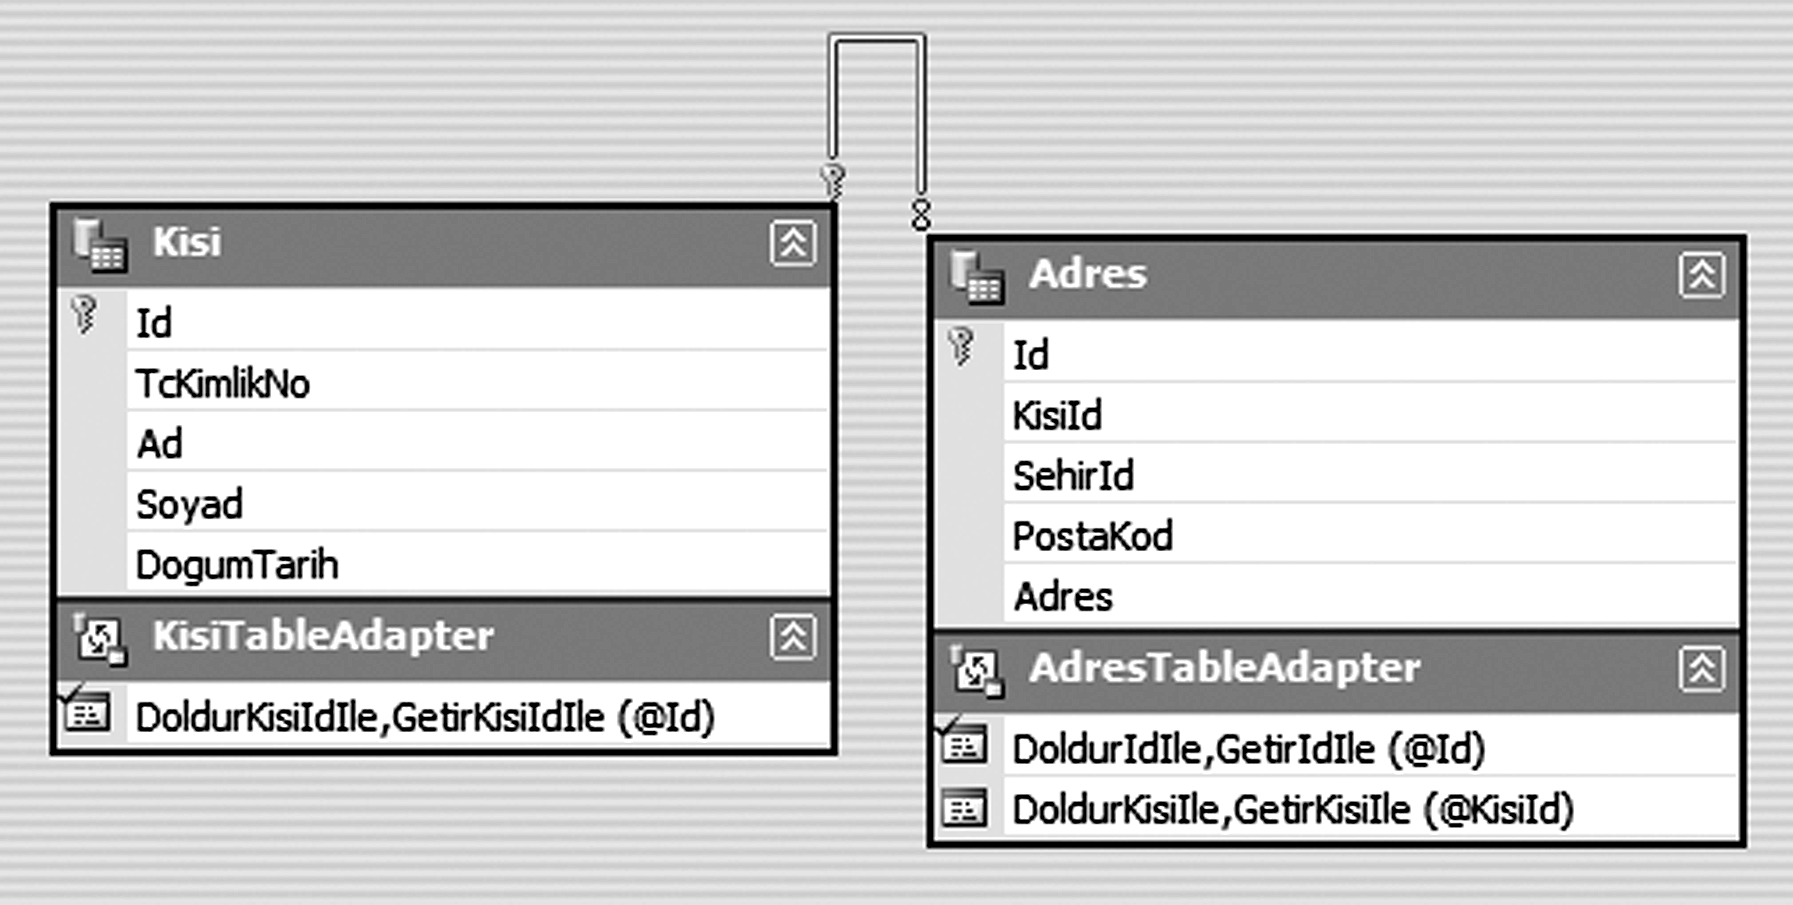 Kisi
Id
TcKimlikNo
Ad
Soyad
DogumTarih
KisiTableAdapter
DoldurKisiIdIle,GetirKisiIdIle (@Id)
Adres
Id
KisiId
SehirId
PostaKod
Adres
AdresTableAdapter
DoldurIdIle,GetirIdIle (@Id)
DoldurKisiIle,GetirKisiIle (@KisiId)